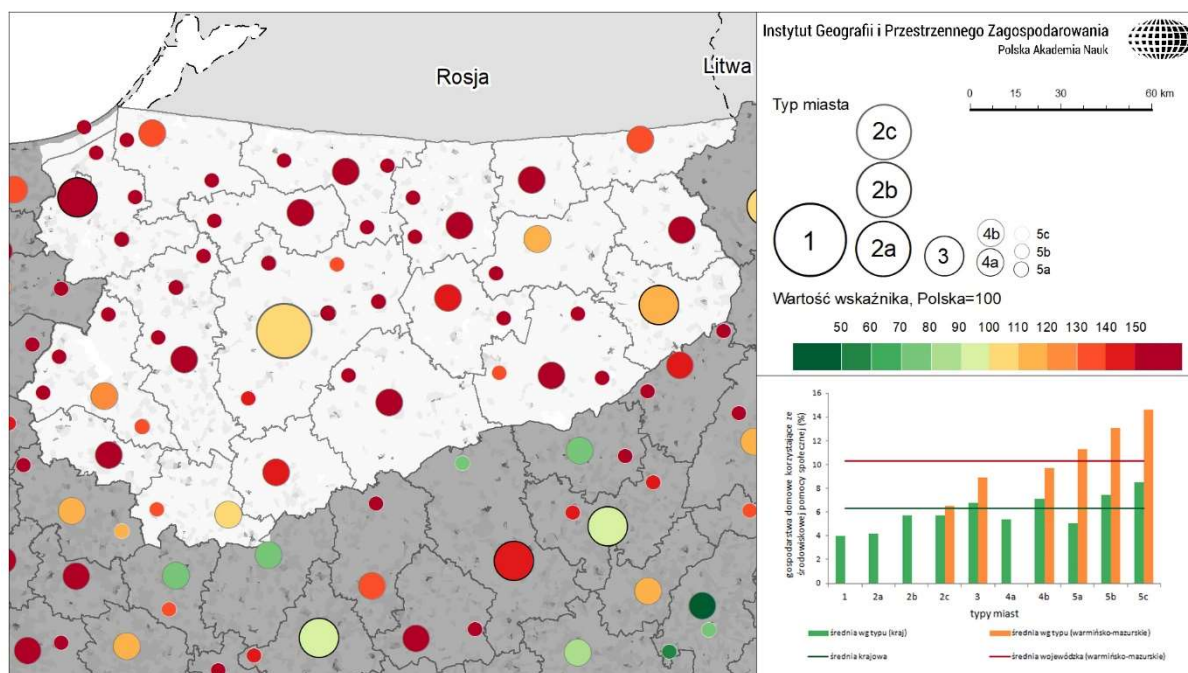 Rosja
Litwa
Instytut Geografii i Przestrzennego Zagospodarowania
Polska Akademia Nauk
0 15 30 60 km
Typ miasta
2c
2b
1
2a
3
4b
4a
5c
5b
5a
Wartość wskaźnika, Polska=100
50 60 70 80 90 100 110 120 130 140 150
gospodarstwa domowe korzystające ze
środowiskowej pomocy społecznej (%)
16
14
12
10
8
6
4
2
0
1 2a 2b 2c 3 4a 4b 5a 5b 5c
typy miast
średnia wg typu (kraj)
średnia wg typu (warmińsko-mazurskie)
średnia krajowa
średnia wojewódzka (warmińsko-mazurskie)